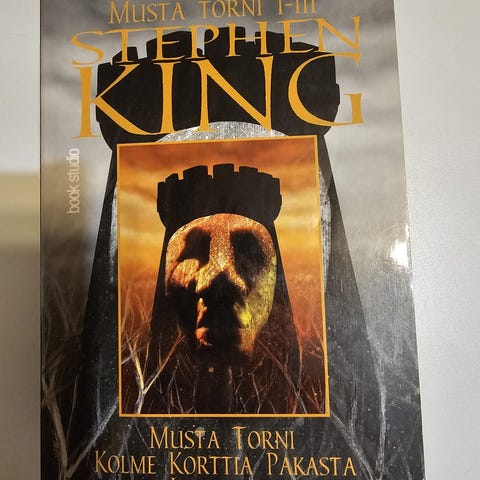 MUSTA TORNI I-III
STEPHEN
KING
book studio
MUSTA TORNI
KOLME KORTTIA PAKASTA